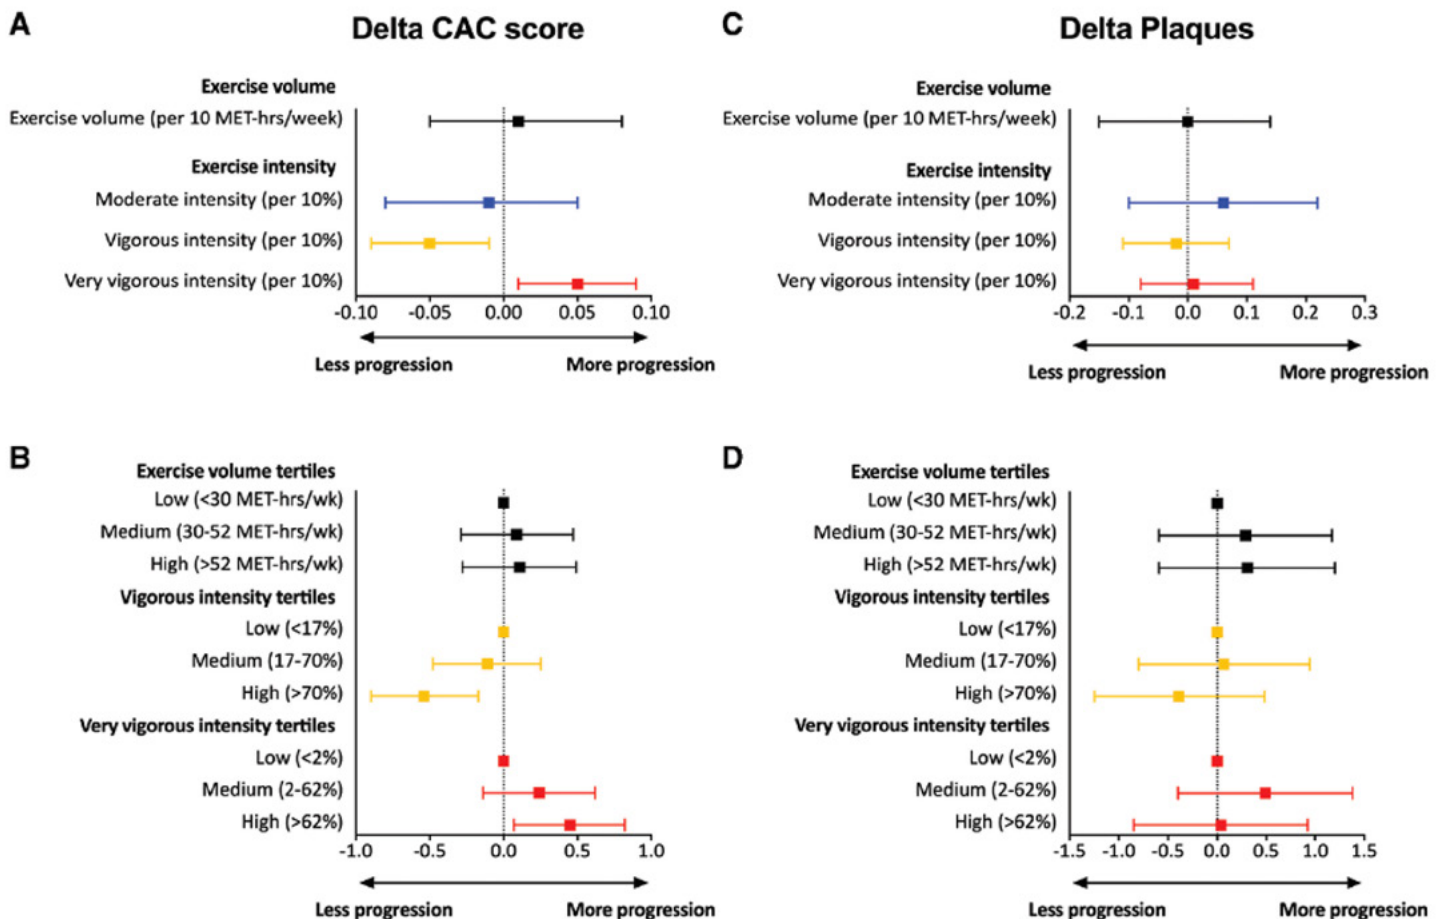 A
Delta CAC score
Exercise volume
Exercise volume (per 10 MET-hrs/week)
Exercise intensity
Moderate intensity (per 10%)
Vigorous intensity (per 10%)
Very vigorous intensity (per 10%)
-0.10 -0.05 0.00 0.05 0.10
Less progression More progression
C
Delta Plaques
Exercise volume
Exercise volume (per 10 MET-hrs/week)
Exercise intensity
Moderate intensity (per 10%)
Vigorous intensity (per 10%)
Very vigorous intensity (per 10%)
-0.2 -0.1 0.0 0.1 0.2 0.3
Less progression More progression
B
Exercise volume tertiles
Low (<30 MET-hrs/wk)
Medium (30-52 MET-hrs/wk)
High (>52 MET-hrs/wk)
Vigorous intensity tertiles
Low (<17%)
Medium (17-70%)
High (>70%)
Very vigorous intensity tertiles
Low (<2%)
Medium (2-62%)
High (>62%)
-1.0 -0.5 0.0 0.5 1.0
Less progression More progression
D
Exercise volume tertiles
Low (<30 MET-hrs/wk)
Medium (30-52 MET-hrs/wk)
High (>52 MET-hrs/wk)
Vigorous intensity tertiles
Low (<17%)
Medium (17-70%)
High (>70%)
Very vigorous intensity tertiles
Low (<2%)
Medium (2-62%)
High (>62%)
-1.5 -1.0 -0.5 0.0 0.5 1.0 1.5
Less progression More progression